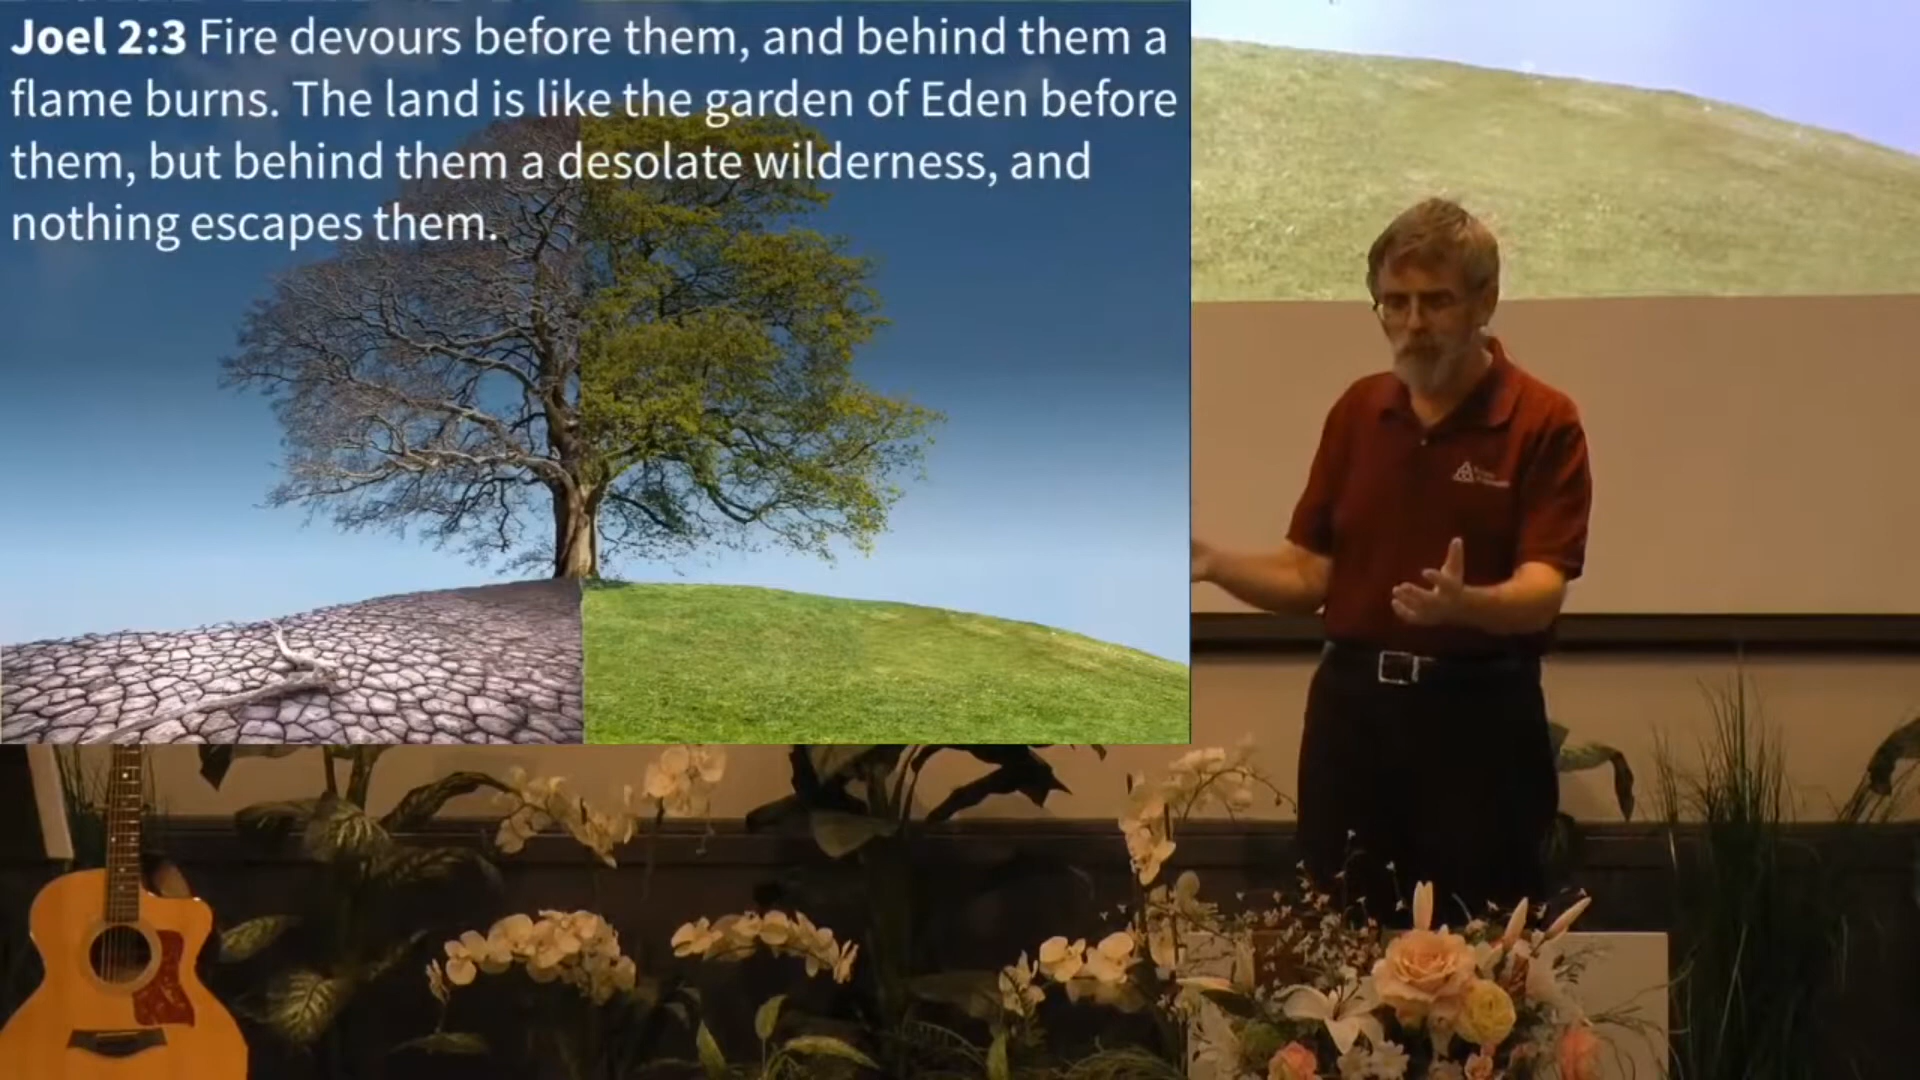 Joel 2:3 Fire devours before them, and behind them a
flame burns. The land is like the garden of Eden before
them, but behind them a desolate wilderness, and
nothing escapes them.